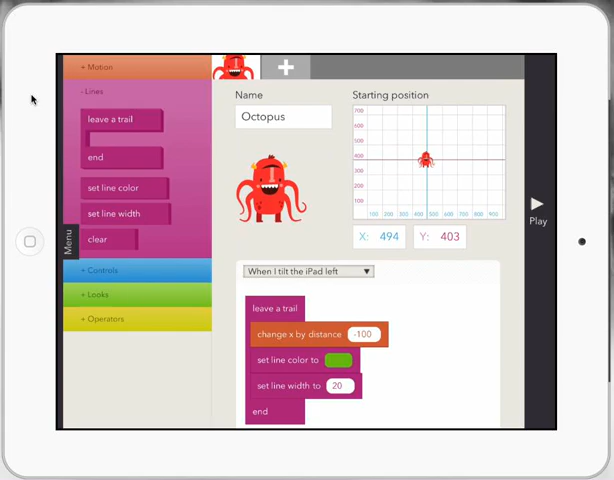 + Motion
- Lines
leave a trail
end
set line color
set line width
clear
Menu
+ Controls
+ Looks
+ Operators
+
Name
Octopus
Starting position
700
600
500
400
300
200
100
100 200 300 400 500 600 700 800 900
X: 494
Y: 403
When I tilt the iPad left
leave a trail
change x by distance -100
set line color to
set line width to 20
end
Play